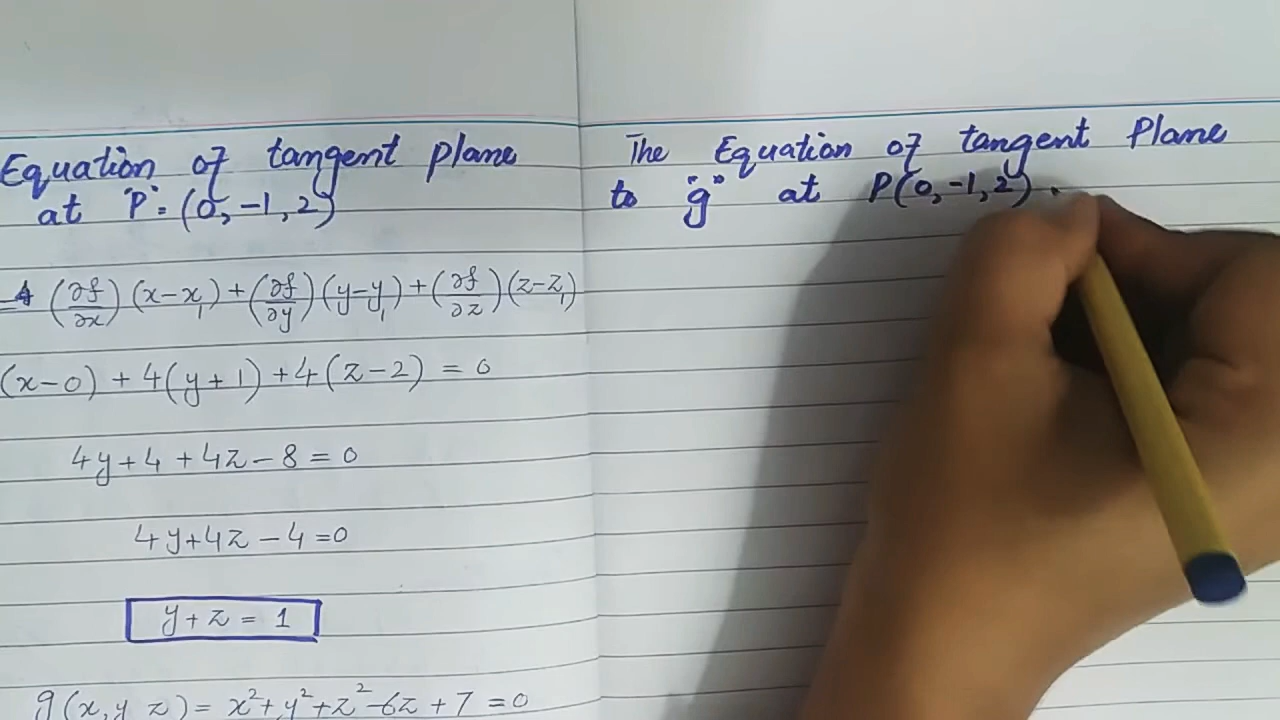 Equation of tangent plane
at "P": (0, -1, 2)
(∂f/∂x)(x-x₁)+(∂f/∂y)(y-y₁)+(∂f/∂z)(z-z₁)
(x-0) + 4(y+1) + 4(z-2) = 0
4y+4+4z-8=0
4y+4z-4=0
y+z = 1
g(x,y z) = x²+y²+z²-6z+7=0
The Equation of tangent Plane
to "g" at P(0,-1,2).